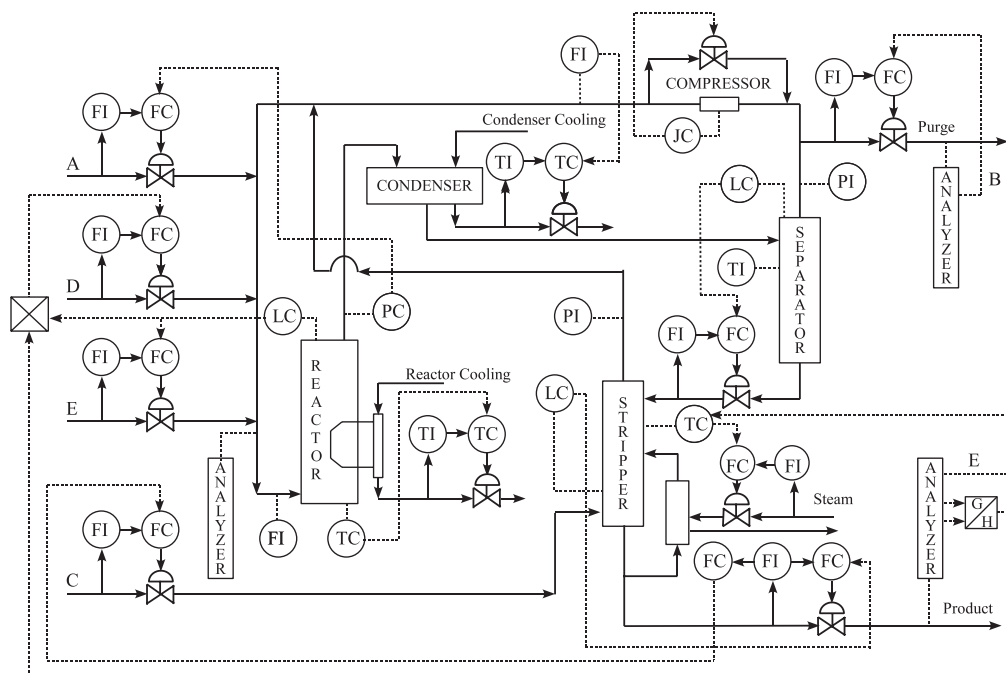 FI
COMPRESSOR
FI
FC
FI
FC
JC
Purge
A
Condenser Cooling
TI
TC
CONDENSER
LC
PI
B
ANALYZER
FI
FC
D
SEPARATOR
TI
LC
PC
PI
FI
FC
FI
FC
E
REACTOR
Reactor Cooling
LC
STRIPPER
TC
TI
TC
FC
FI
E
ANALYZER
ANALYZER
Steam
G
H
FI
FC
FI
TC
C
FC
FI
FC
Product